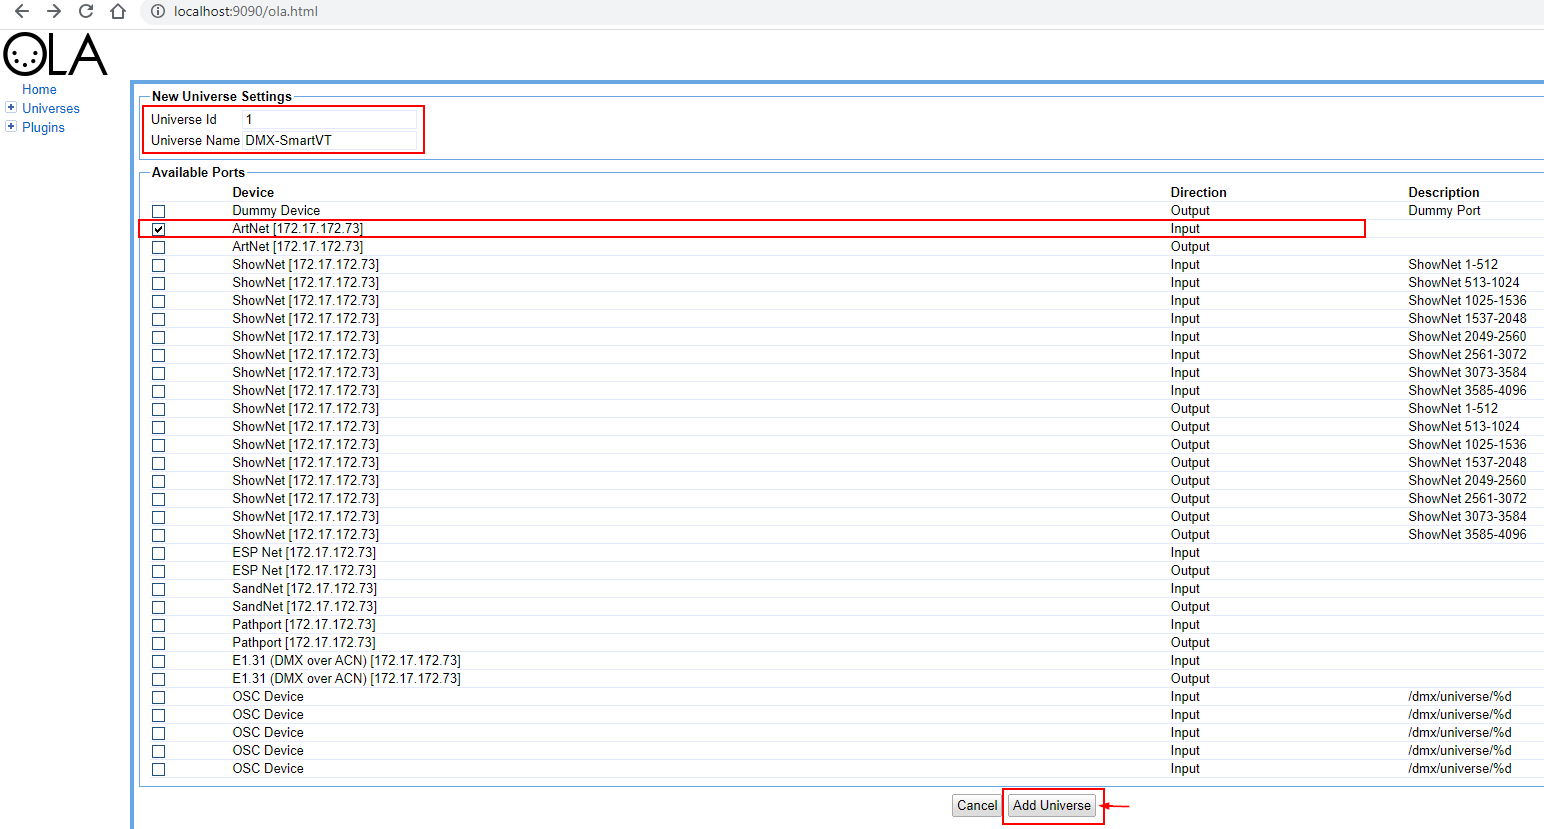 localhost:9090/ola.html
OLA
Home
Universes
Plugins
New Universe Settings
Universe Id 1
Universe Name DMX-SmartVT
Available Ports
Device Direction Description
Dummy Device Output Dummy Port
ArtNet [172.17.172.73] Input
ArtNet [172.17.172.73] Output
ShowNet [172.17.172.73] Input ShowNet 1-512
ShowNet [172.17.172.73] Input ShowNet 513-1024
ShowNet [172.17.172.73] Input ShowNet 1025-1536
ShowNet [172.17.172.73] Input ShowNet 1537-2048
ShowNet [172.17.172.73] Input ShowNet 2049-2560
ShowNet [172.17.172.73] Input ShowNet 2561-3072
ShowNet [172.17.172.73] Input ShowNet 3073-3584
ShowNet [172.17.172.73] Input ShowNet 3585-4096
ShowNet [172.17.172.73] Output ShowNet 1-512
ShowNet [172.17.172.73] Output ShowNet 513-1024
ShowNet [172.17.172.73] Output ShowNet 1025-1536
ShowNet [172.17.172.73] Output ShowNet 1537-2048
ShowNet [172.17.172.73] Output ShowNet 2049-2560
ShowNet [172.17.172.73] Output ShowNet 2561-3072
ShowNet [172.17.172.73] Output ShowNet 3073-3584
ShowNet [172.17.172.73] Output ShowNet 3585-4096
ESP Net [172.17.172.73] Input
ESP Net [172.17.172.73] Output
SandNet [172.17.172.73] Input
SandNet [172.17.172.73] Output
Pathport [172.17.172.73] Input
Pathport [172.17.172.73] Output
E1.31 (DMX over ACN) [172.17.172.73] Input
E1.31 (DMX over ACN) [172.17.172.73] Output
OSC Device Input /dmx/universe/%d
OSC Device Input /dmx/universe/%d
OSC Device Input /dmx/universe/%d
OSC Device Input /dmx/universe/%d
OSC Device Input /dmx/universe/%d
Cancel Add Universe